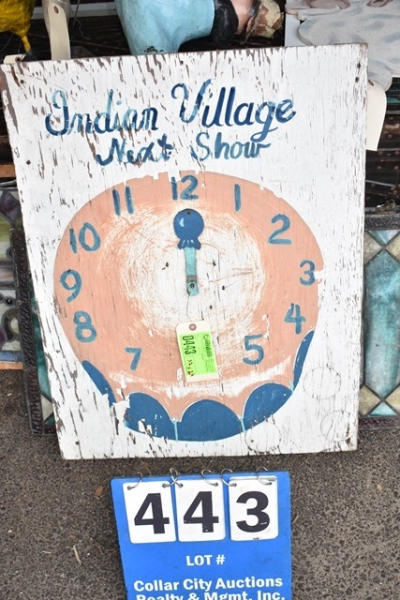 Indian Village
Next Show
12
11 1
10 2
9 3
8 4
7 5
0443
443
LOT #
Collar City Auctions
Realty & Mgmt. Inc.